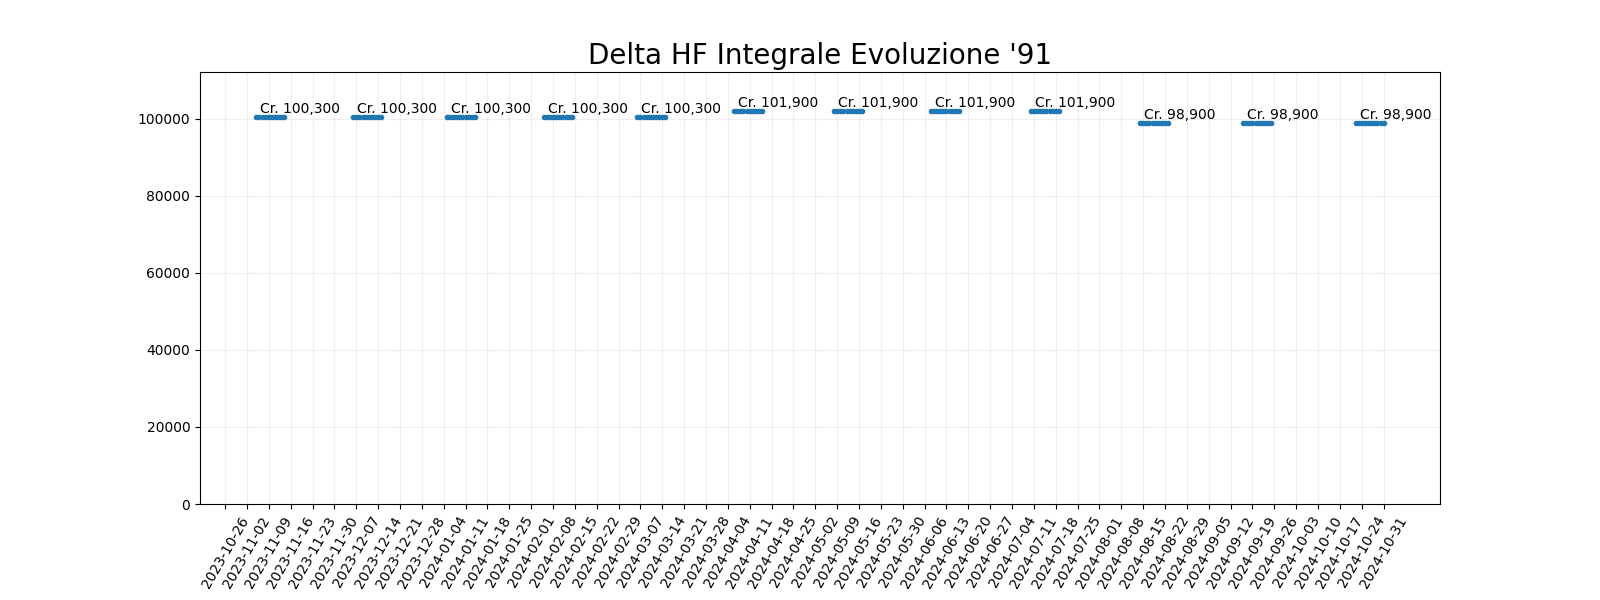 Delta HF Integrale Evoluzione '91
Cr. 100,300 Cr. 100,300 Cr. 100,300 Cr. 100,300 Cr. 100,300 Cr. 101,900 Cr. 101,900 Cr. 101,900 Cr. 101,900 Cr. 98,900 Cr. 98,900 Cr. 98,900
100000
80000
60000
40000
20000
0
2023-10-26 2023-11-02 2023-11-09 2023-11-16 2023-11-23 2023-11-30 2023-12-07 2023-12-14 2023-12-21 2023-12-28 2024-01-04 2024-01-11 2024-01-18 2024-01-25 2024-02-01 2024-02-08 2024-02-15 2024-02-22 2024-02-29 2024-03-07 2024-03-14 2024-03-21 2024-03-28 2024-04-04 2024-04-11 2024-04-18 2024-04-25 2024-05-02 2024-05-09 2024-05-16 2024-05-23 2024-05-30 2024-06-06 2024-06-13 2024-06-20 2024-06-27 2024-07-04 2024-07-11 2024-07-18 2024-07-25 2024-08-01 2024-08-08 2024-08-15 2024-08-22 2024-08-29 2024-09-05 2024-09-12 2024-09-19 2024-09-26 2024-10-03 2024-10-10 2024-10-17 2024-10-24 2024-10-31